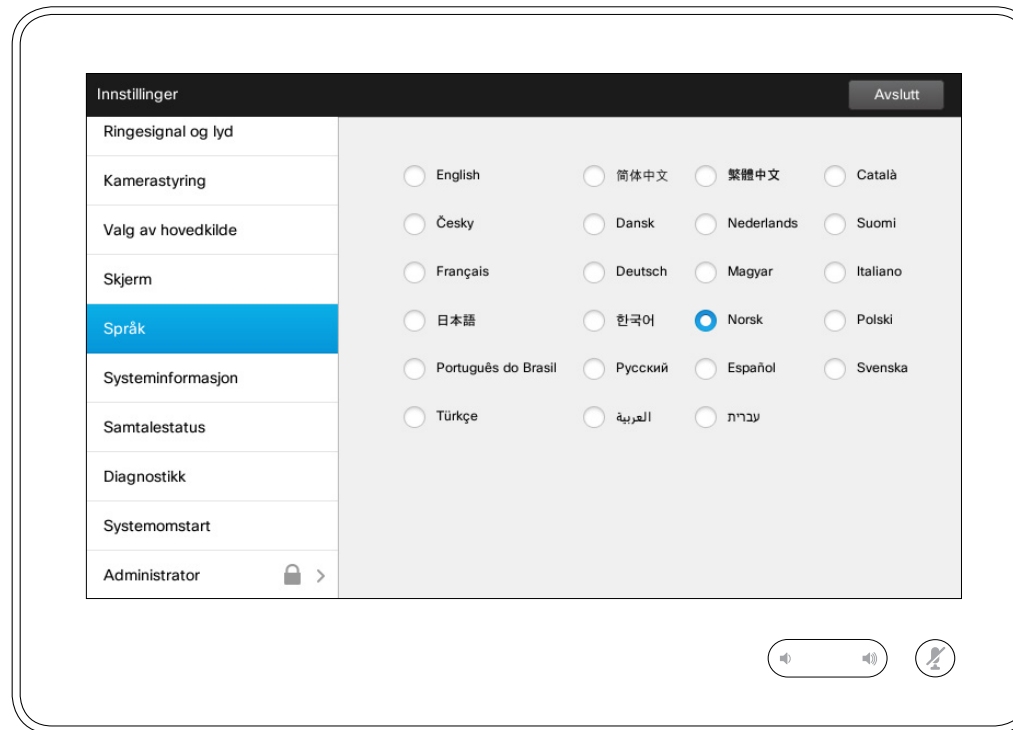 Innstillinger
Avslutt
Ringesignal og lyd
Kamerastyring
Valg av hovedkilde
Skjerm
Språk
Systeminformasjon
Samtalestatus
Diagnostikk
Systemomstart
Administrator
English
简体中文
繁體中文
Català
Česky
Dansk
Nederlands
Suomi
Français
Deutsch
Magyar
Italiano
日本語
한국어
Norsk
Polski
Português do Brasil
Русский
Español
Svenska
Türkçe
العربية
עברית